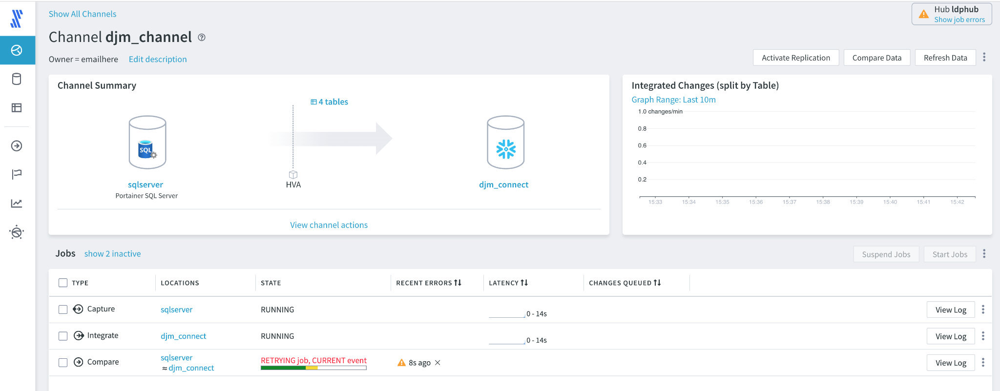 Show All Channels
Hub ldphub
Show job errors
Channel djm_channel ?
Owner = emailhere Edit description
Activate Replication Compare Data Refresh Data
Channel Summary
4 tables
SQL
sqlserver
Portainer SQL Server
HVA
djm_connect
View channel actions
Integrated Changes (split by Table)
Graph Range: Last 10m
1.0 changes/min
0.8
0.6
0.4
0.2
15:33 15:34 15:35 15:36 15:37 15:38 15:39 15:40 15:41 15:42
Jobs show 2 inactive
Suspend Jobs Start Jobs
TYPE LOCATIONS STATE RECENT ERRORS LATENCY CHANGES QUEUED
Capture sqlserver RUNNING 0 - 14s View Log
Integrate djm_connect RUNNING 0 - 14s View Log
Compare sqlserver RETRYING job, CURRENT event 8s ago × View Log
≈ djm_connect